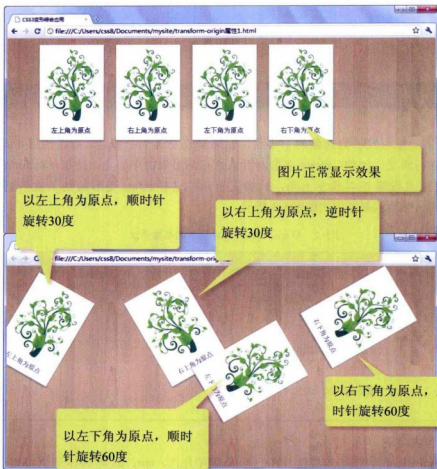 CSS3变形综合应用
file:///C:/Users/css8/Documents/mysite/transform-origin属性1.html
左上角为原点
右上角为原点
左下角为原点
右下角为原点
图片正常显示效果
以左上角为原点，顺时针
旋转30度
以右上角为原点，逆时针
旋转30度
file:///C:/Users/css8/Documents/mysite/transform-orig
左上角为原点
右上角为原点
左下角为原点
右下角为原点
以右下角为原点，
时针旋转60度
以左下角为原点，顺时
针旋转60度